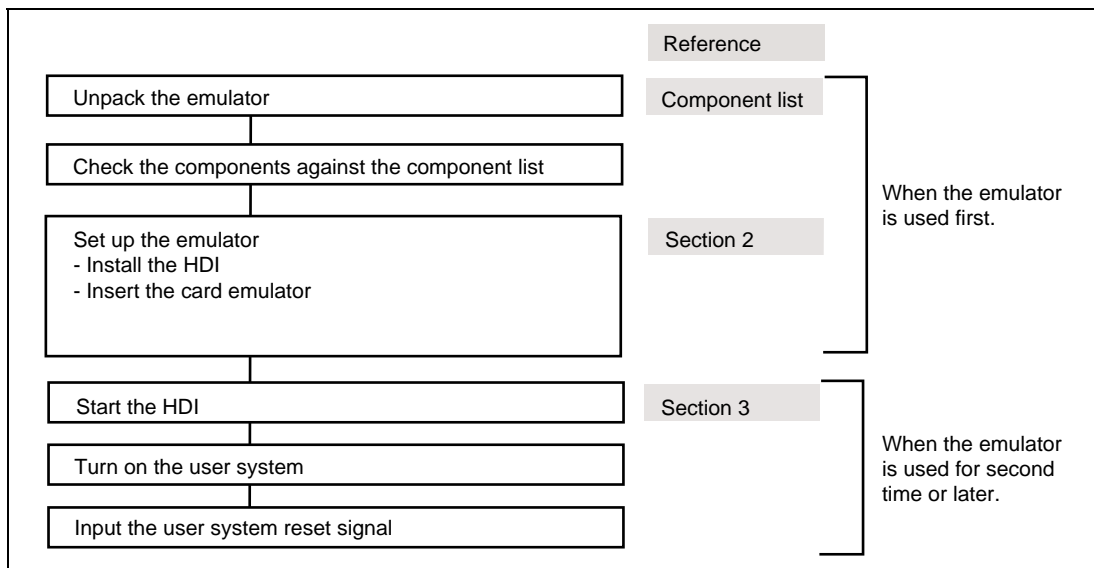 Reference
Unpack the emulator
Component list
Check the components against the component list
When the emulator
is used first.
Set up the emulator
- Install the HDI
- Insert the card emulator
Section 2
Start the HDI
Section 3
Turn on the user system
When the emulator
is used for second
time or later.
Input the user system reset signal